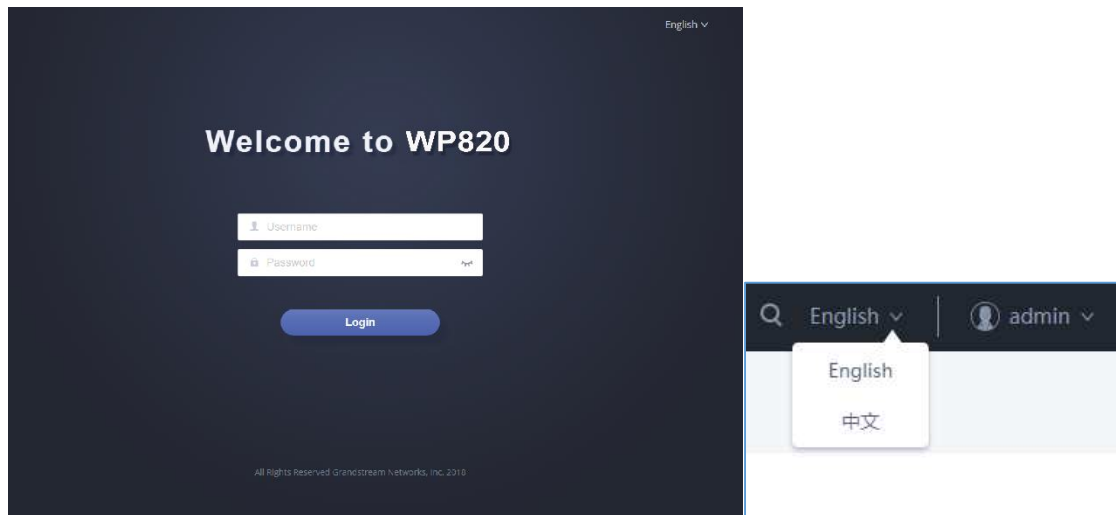 English
Welcome to WP820
Username
Password
Login
All Rights Reserved Grandstream Networks, Inc. 2018
English
admin
English
中文